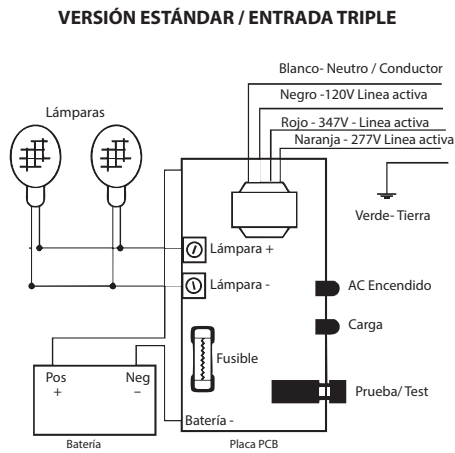 VERSIÓN ESTÁNDAR / ENTRADA TRIPLE
Blanco- Neutro / Conductor
Negro -120V Linea activa
Rojo - 347V - Linea activa
Naranja - 277V Linea activa
Lámparas
Verde- Tierra
Lámpara +
Lámpara -
AC Encendido
Carga
Fusible
Prueba/ Test
Pos
+
Neg
–
Batería -
Batería
Placa PCB